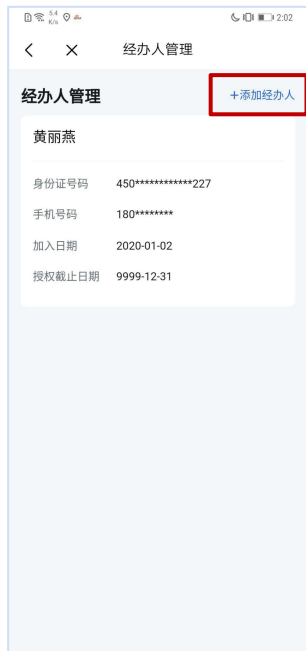 5.4 K/s 2:02
经办人管理
经办人管理 +添加经办人
黄丽燕
身份证号码 450************227
手机号码 180********
加入日期 2020-01-02
授权截止日期 9999-12-31